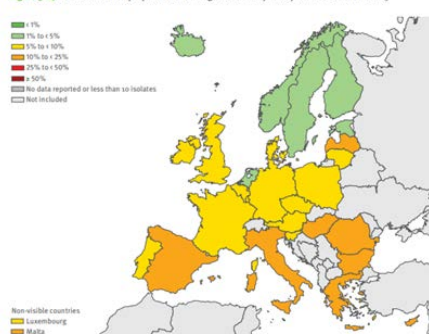 < 1%
1% to < 5%
5% to < 10%
10% to < 25%
25% to < 50%
≥ 50%
No data reported or less than 10 isolates
Not included
Non-visible countries
Luxembourg
Malta